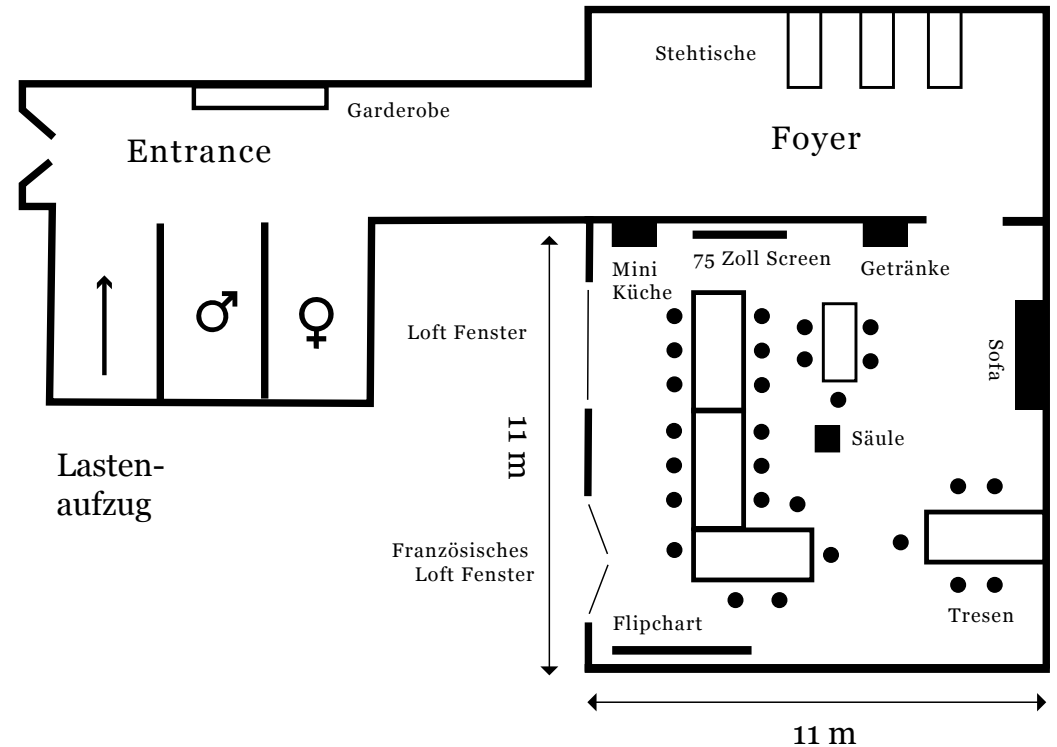 Stehtische
Garderobe
Entrance
Foyer
Mini
Küche
75 Zoll Screen
Getränke
Loft Fenster
Sofa
11 m
Säule
Lasten-
aufzug
Französisches
Loft Fenster
Flipchart
Tresen
11 m